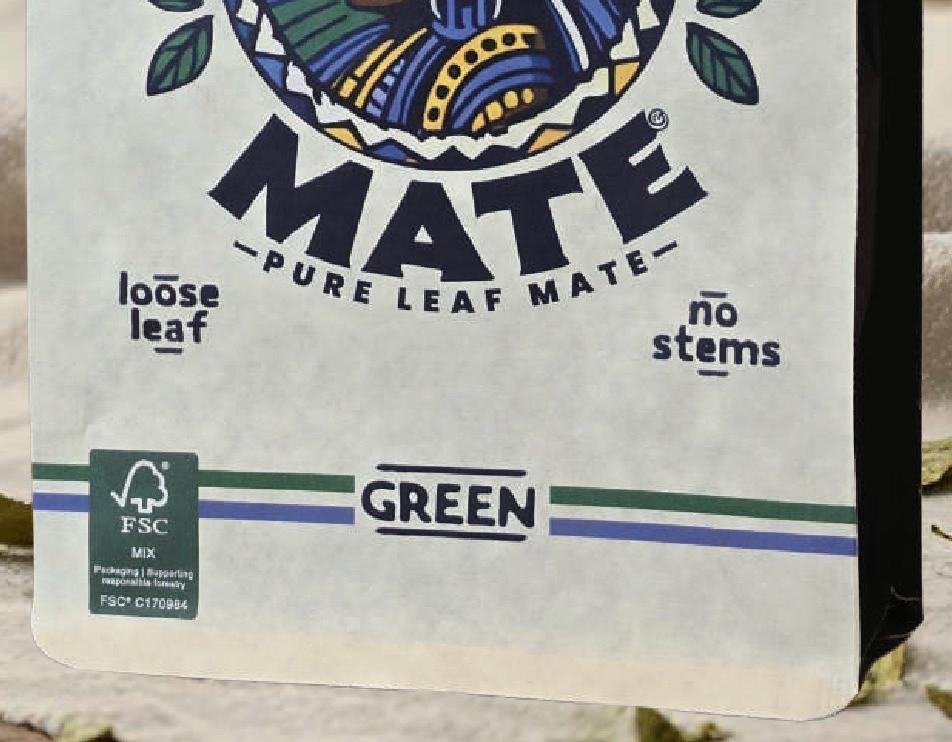 MATE®
PURE LEAF MATE
loose
leaf
no
stems
GREEN
FSC
MIX
Packaging | Supporting
responsible forestry
FSC® C170984